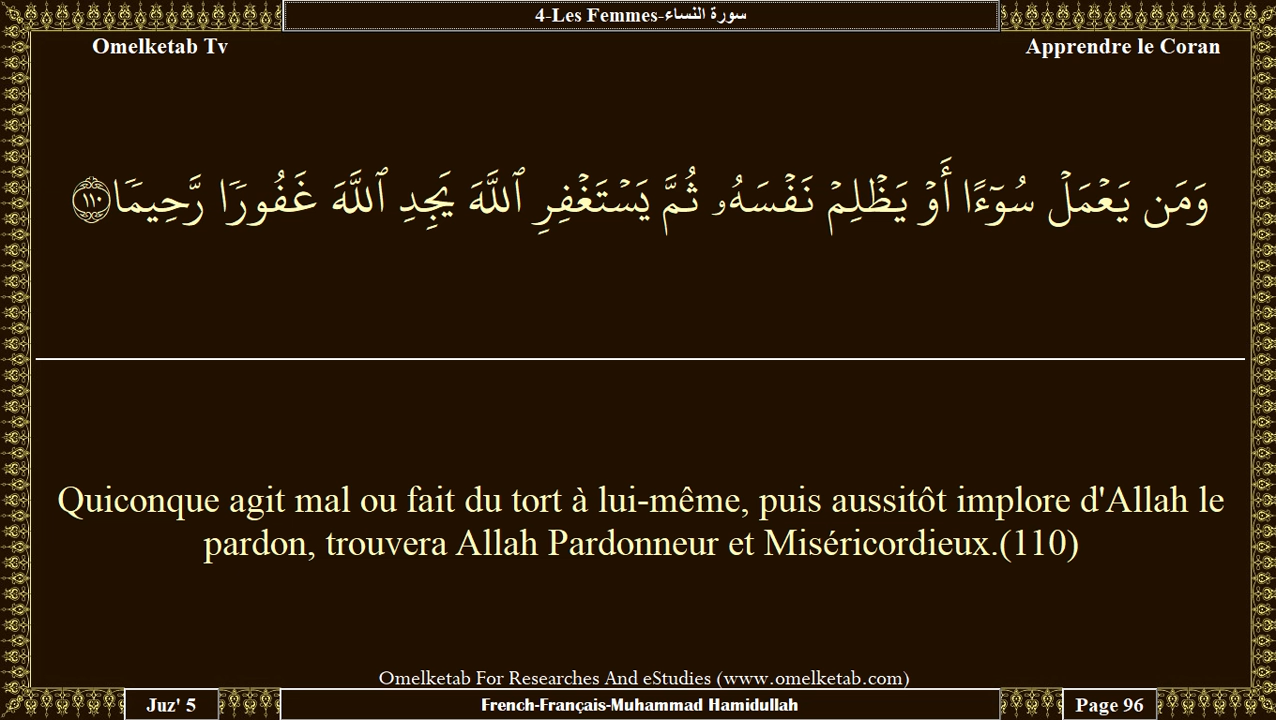 4-Les Femmes-سورة النساء
Omelketab Tv
Apprendre le Coran
وَمَن يَعۡمَلۡ سُوٓءًا أَوۡ يَظۡلِمۡ نَفۡسَهُۥ ثُمَّ يَسۡتَغۡفِرِ ٱللَّهَ يَجِدِ ٱللَّهَ غَفُورٗا رَّحِيمٗا ١١٠
Quiconque agit mal ou fait du tort à lui-même, puis aussitôt implore d'Allah le
pardon, trouvera Allah Pardonneur et Miséricordieux.(110)
Omelketab For Researches And eStudies (www.omelketab.com)
Juz' 5
French-Français-Muhammad Hamidullah
Page 96